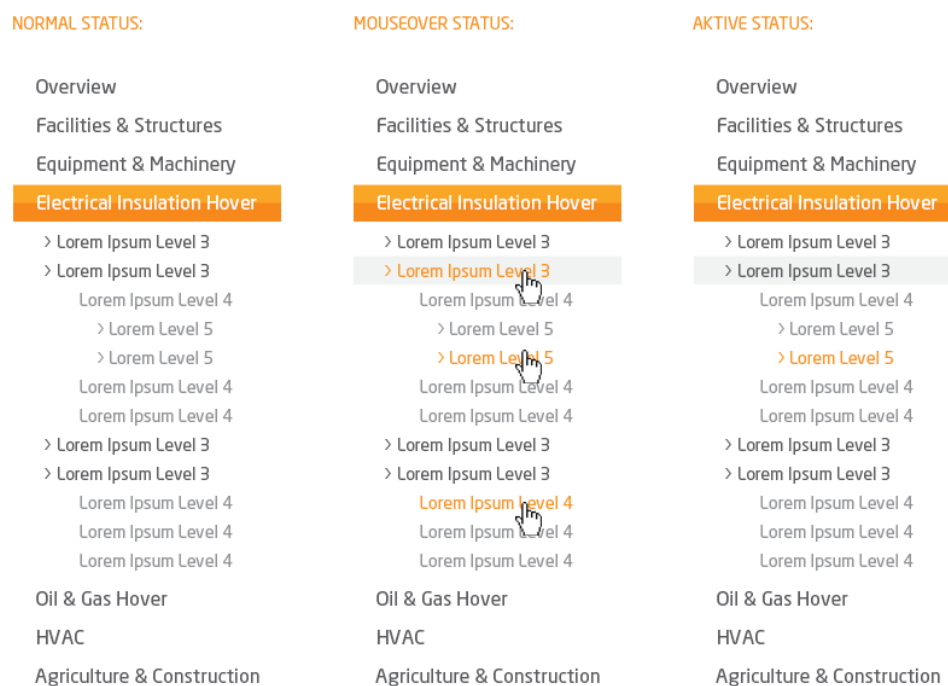 NORMAL STATUS:
Overview
Facilities & Structures
Equipment & Machinery
Electrical Insulation Hover
> Lorem Ipsum Level 3
> Lorem Ipsum Level 3
Lorem Ipsum Level 4
> Lorem Level 5
> Lorem Level 5
Lorem Ipsum Level 4
Lorem Ipsum Level 4
> Lorem Ipsum Level 3
> Lorem Ipsum Level 3
Lorem Ipsum Level 4
Lorem Ipsum Level 4
Lorem Ipsum Level 4
Oil & Gas Hover
HVAC
Agriculture & Construction
MOUSEOVER STATUS:
Overview
Facilities & Structures
Equipment & Machinery
Electrical Insulation Hover
> Lorem Ipsum Level 3
> Lorem Ipsum Level 3
Lorem Ipsum Level 4
> Lorem Level 5
> Lorem Level 5
Lorem Ipsum Level 4
Lorem Ipsum Level 4
> Lorem Ipsum Level 3
> Lorem Ipsum Level 3
Lorem Ipsum Level 4
Lorem Ipsum Level 4
Lorem Ipsum Level 4
Oil & Gas Hover
HVAC
Agriculture & Construction
AKTIVE STATUS:
Overview
Facilities & Structures
Equipment & Machinery
Electrical Insulation Hover
> Lorem Ipsum Level 3
> Lorem Ipsum Level 3
Lorem Ipsum Level 4
> Lorem Level 5
> Lorem Level 5
Lorem Ipsum Level 4
Lorem Ipsum Level 4
> Lorem Ipsum Level 3
> Lorem Ipsum Level 3
Lorem Ipsum Level 4
Lorem Ipsum Level 4
Lorem Ipsum Level 4
Oil & Gas Hover
HVAC
Agriculture & Construction